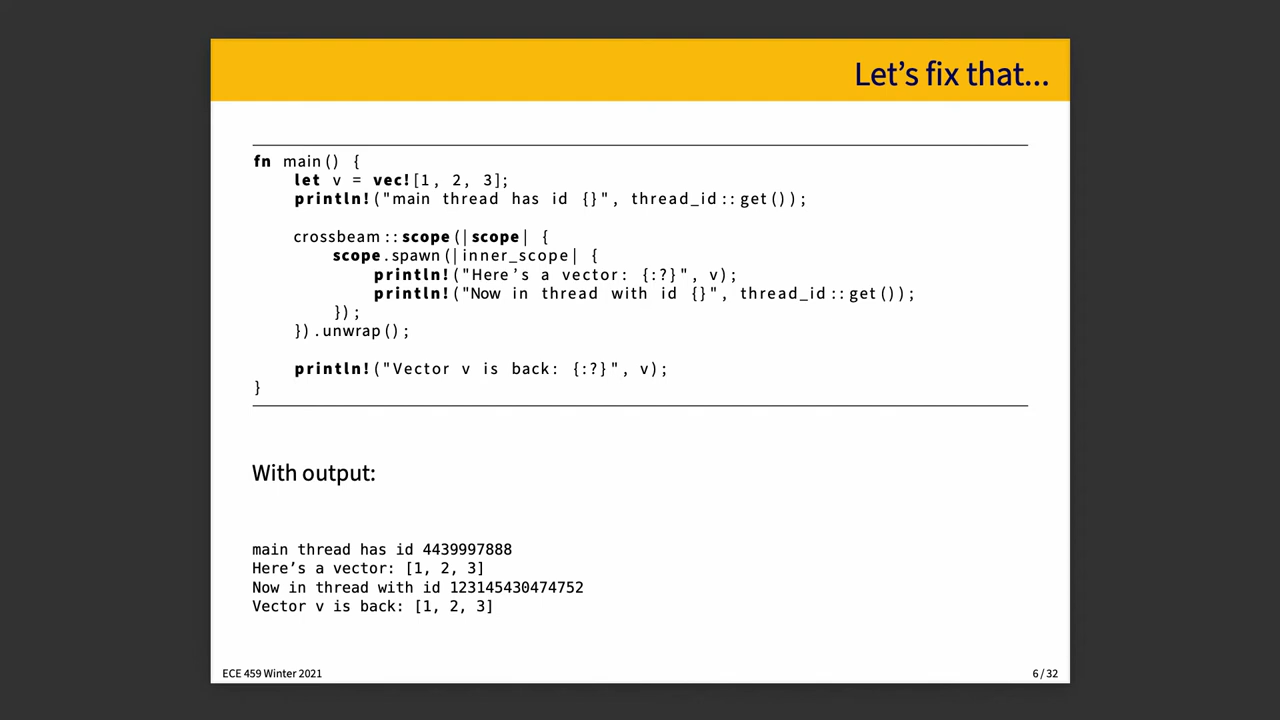 Let’s fix that...
fn main() {
    let v = vec![1, 2, 3];
    println!("main thread has id {}", thread_id::get());

    crossbeam::scope(|scope| {
        scope.spawn(|inner_scope| {
            println!("Here’s a vector: {:?}", v);
            println!("Now in thread with id {}", thread_id::get());
        });
    }).unwrap();

    println!("Vector v is back: {:?}", v);
}
With output:
main thread has id 4439997888
Here’s a vector: [1, 2, 3]
Now in thread with id 123145430474752
Vector v is back: [1, 2, 3]
ECE 459 Winter 2021
6 / 32